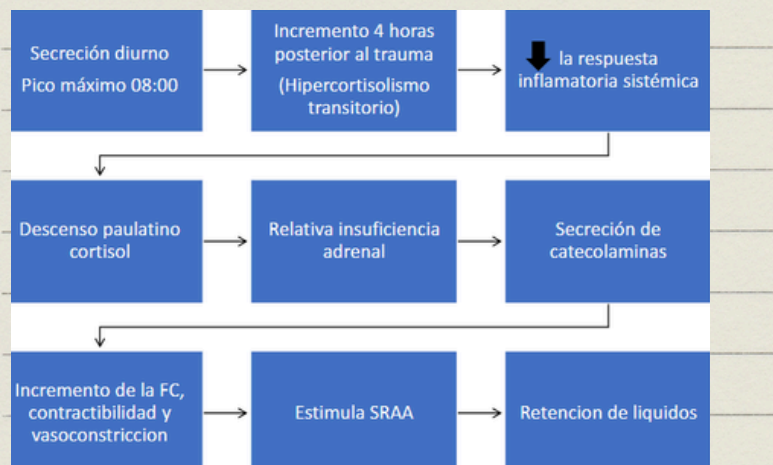 Secreción diurno
Pico máximo 08:00
Incremento 4 horas
posterior al trauma
(Hipercortisolismo
transitorio)
la respuesta
inflamatoria sistémica
Descenso paulatino
cortisol
Relativa insuficiencia
adrenal
Secreción de
catecolaminas
Incremento de la FC,
contractibilidad y
vasoconstriccion
Estimula SRAA
Retencion de liquidos